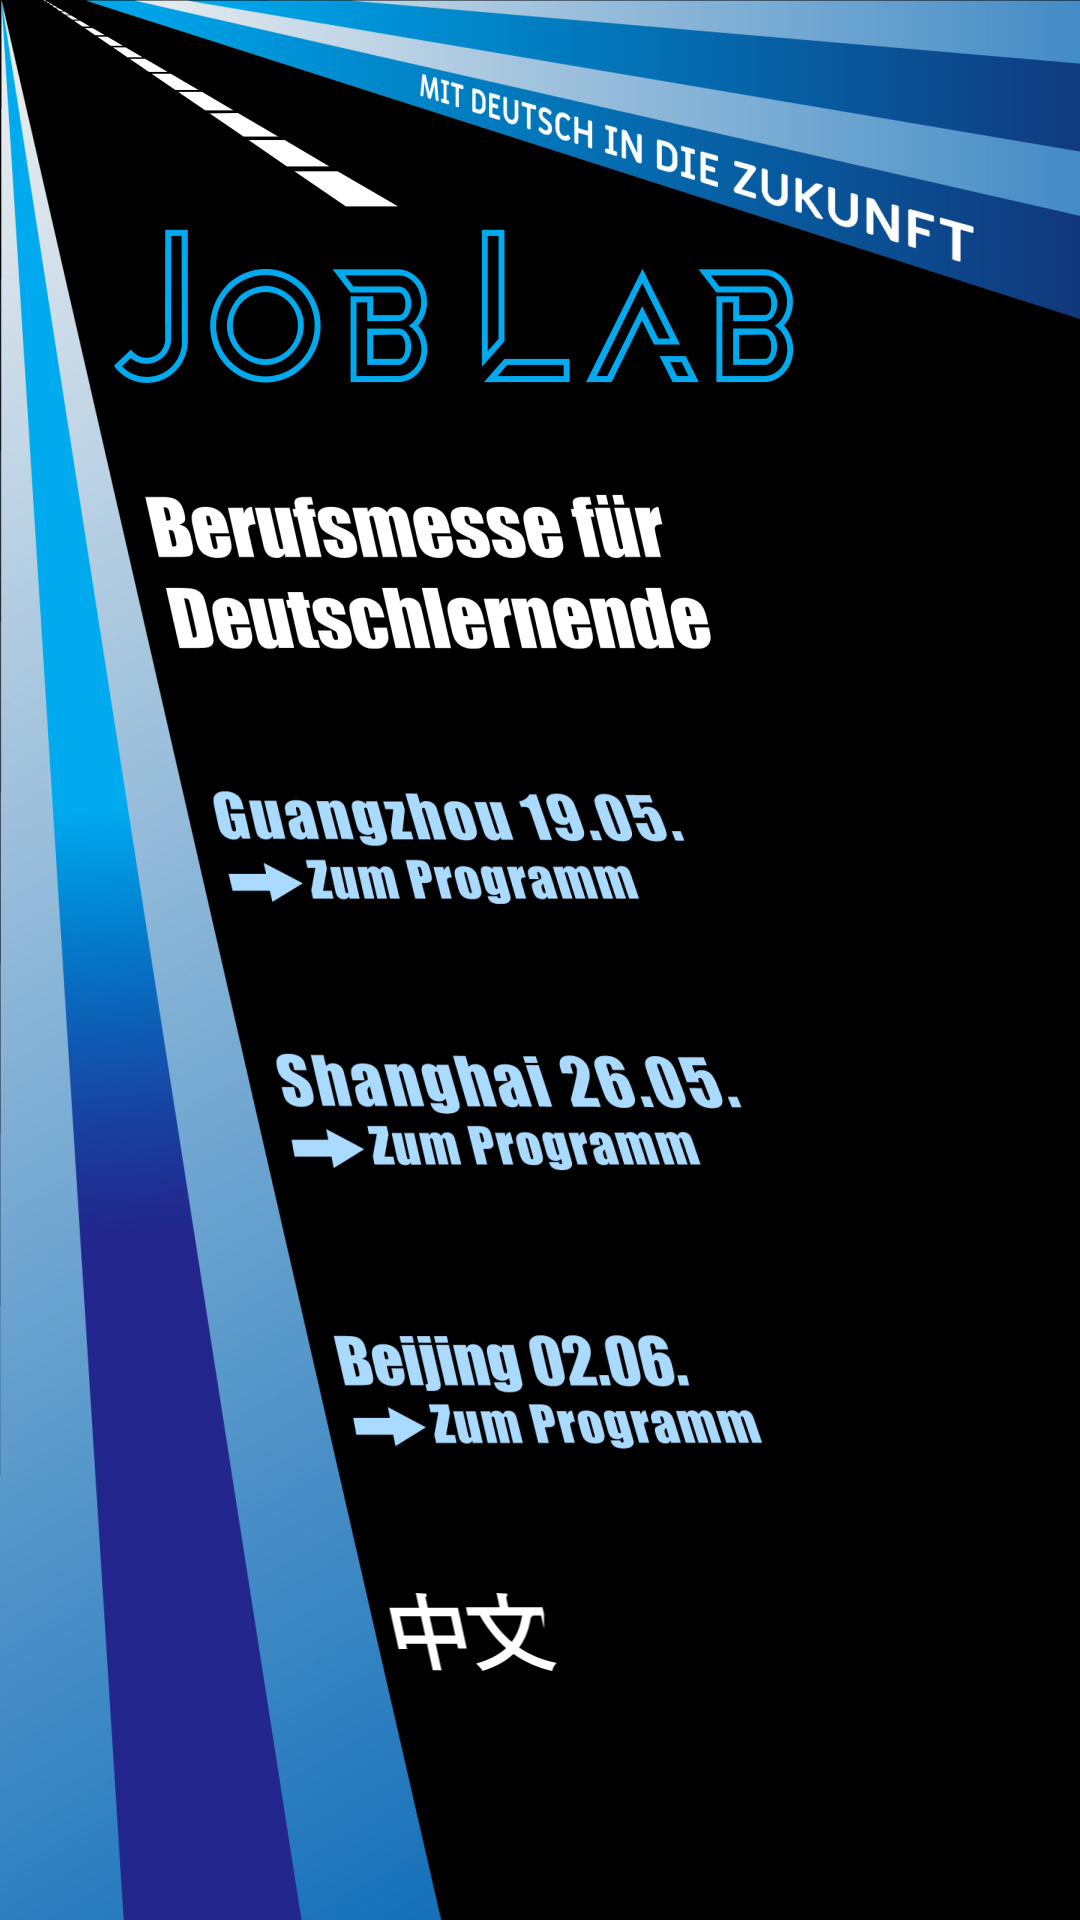 MIT DEUTSCH IN DIE ZUKUNFT
JOB LAB
Berufsmesse für
Deutschlernende
Guangzhou 19.05.
Zum Programm
Shanghai 26.05.
Zum Programm
Beijing 02.06.
Zum Programm
中文